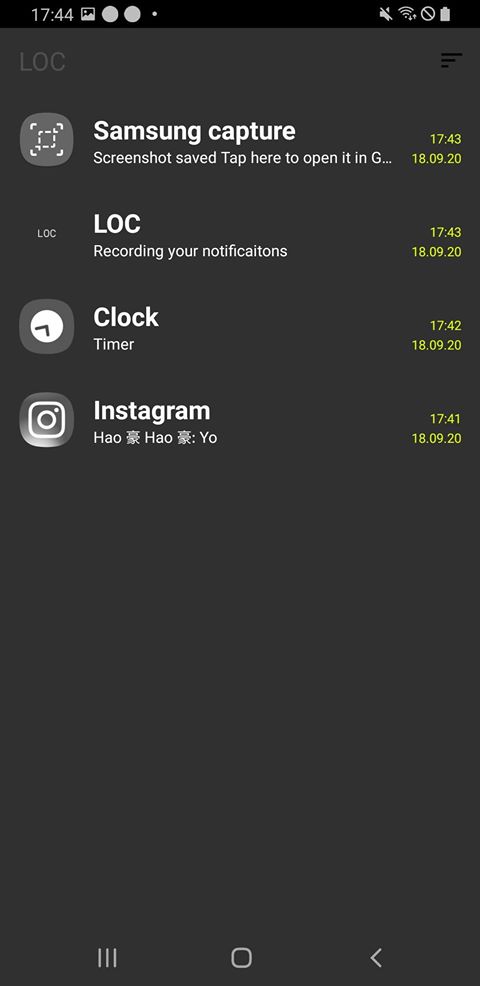 17:44
LOC
Samsung capture
17:43
Screenshot saved Tap here to open it in G...
18.09.20
LOC
LOC
17:43
Recording your notificaitons
18.09.20
Clock
17:42
Timer
18.09.20
Instagram
17:41
Hao 豪 Hao 豪: Yo
18.09.20